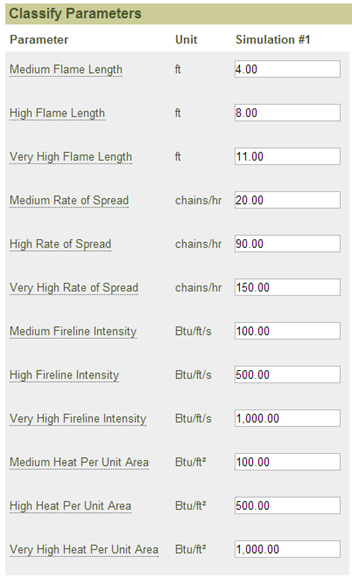 Classify Parameters
Parameter Unit Simulation #1
Medium Flame Length ft 4.00
High Flame Length ft 8.00
Very High Flame Length ft 11.00
Medium Rate of Spread chains/hr 20.00
High Rate of Spread chains/hr 90.00
Very High Rate of Spread chains/hr 150.00
Medium Fireline Intensity Btu/ft/s 100.00
High Fireline Intensity Btu/ft/s 500.00
Very High Fireline Intensity Btu/ft/s 1,000.00
Medium Heat Per Unit Area Btu/ft² 100.00
High Heat Per Unit Area Btu/ft² 500.00
Very High Heat Per Unit Area Btu/ft² 1,000.00